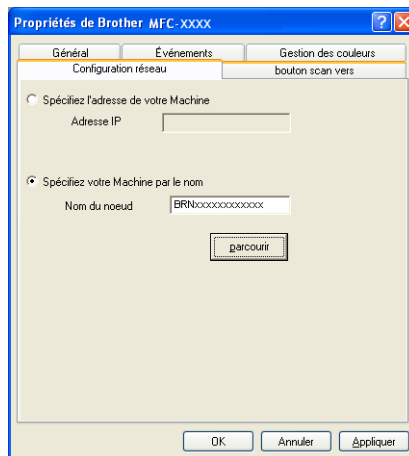 Propriétés de Brother MFC-XXXX
Général Événements Gestion des couleurs
Configuration réseau bouton scan vers
Spécifiez l'adresse de votre Machine
Adresse IP
Spécifiez votre Machine par le nom
Nom du noeud BRNxxxxxxxxxxxx
parcourir
OK Annuler Appliquer